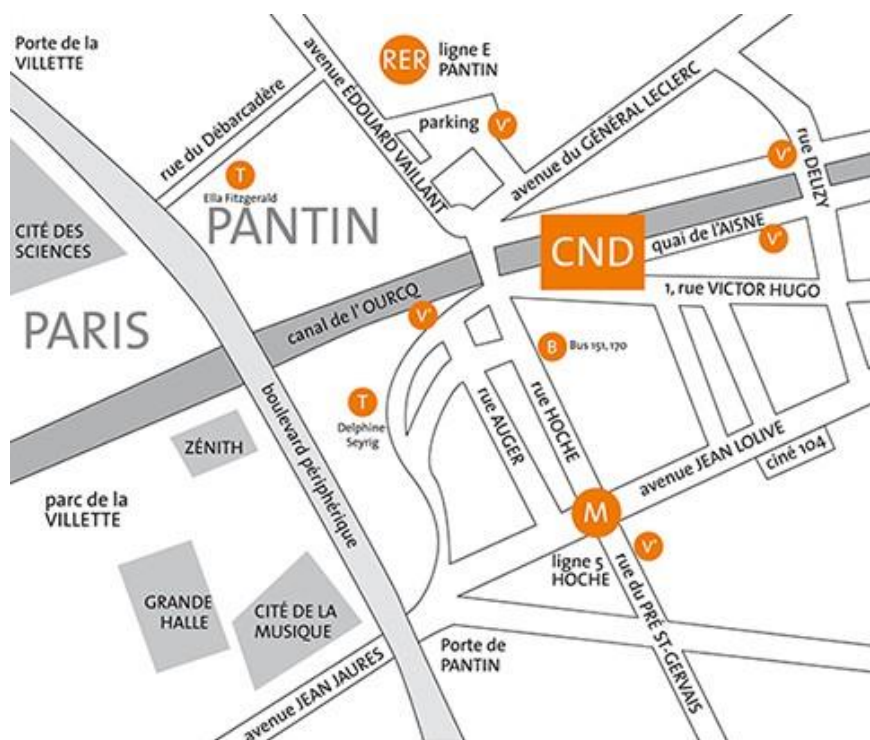 Porte de la
VILLETTE
avenue ÉDOUARD VAILLANT
RER
ligne E
PANTIN
parking
V'
avenue du GÉNÉRAL LECLERC
rue du Débarcadère
T
Ella Fitzgerald
V'
rue DELIZY
PANTIN
CITÉ DES
SCIENCES
CND
quai de l'AISNE
V'
1, rue VICTOR HUGO
PARIS
canal de l'OURCQ
V'
B
Bus 151, 170
boulevard périphérique
T
Delphine
Seyrig
rue AUGER
rue HOCHE
ZÉNITH
avenue JEAN LOLIVE
ciné 104
parc de la
VILLETTE
M
V'
ligne 5
HOCHE
rue du PRÉ ST-GERVAIS
GRANDE
HALLE
CITÉ DE LA
MUSIQUE
Porte de
PANTIN
avenue JEAN JAURES